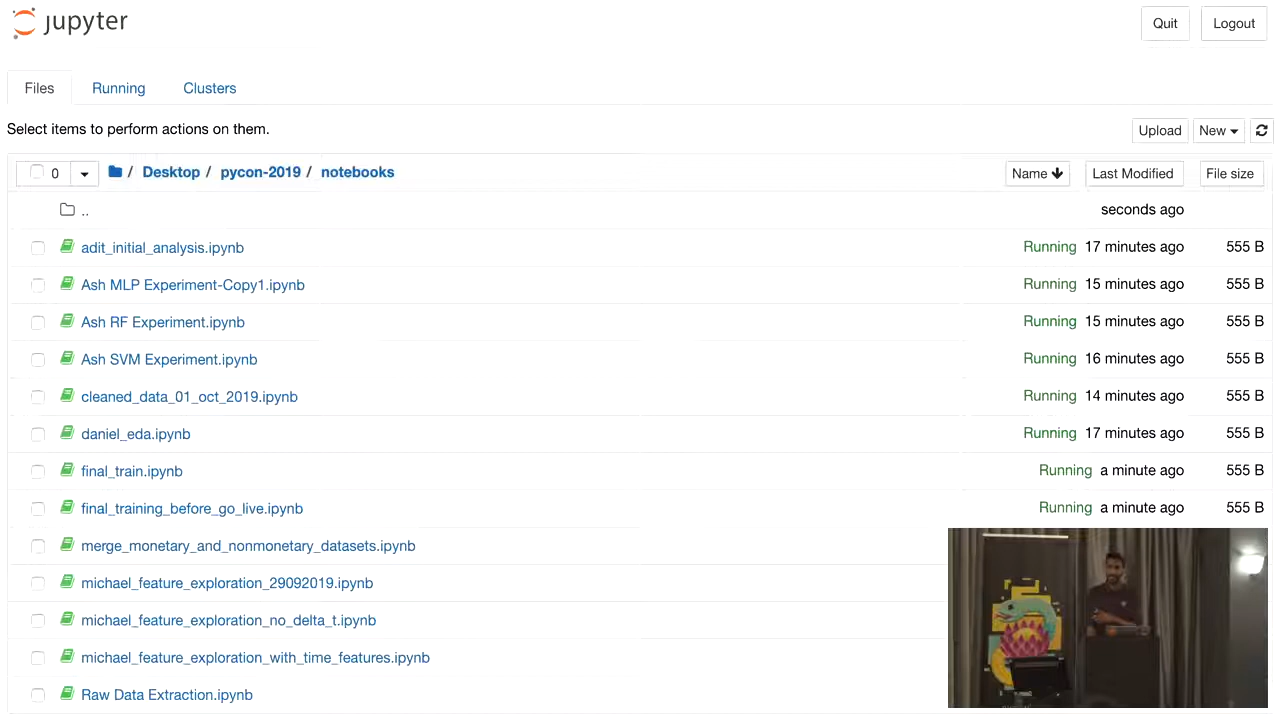 jupyter
Quit Logout
Files Running Clusters
Select items to perform actions on them.
Upload New
0 / Desktop / pycon-2019 / notebooks Name Last Modified File size
.. seconds ago
adit_initial_analysis.ipynb Running 17 minutes ago 555 B
Ash MLP Experiment-Copy1.ipynb Running 15 minutes ago 555 B
Ash RF Experiment.ipynb Running 15 minutes ago 555 B
Ash SVM Experiment.ipynb Running 16 minutes ago 555 B
cleaned_data_01_oct_2019.ipynb Running 14 minutes ago 555 B
daniel_eda.ipynb Running 17 minutes ago 555 B
final_train.ipynb Running a minute ago 555 B
final_training_before_go_live.ipynb Running a minute ago 555 B
merge_monetary_and_nonmonetary_datasets.ipynb
michael_feature_exploration_29092019.ipynb
michael_feature_exploration_no_delta_t.ipynb
michael_feature_exploration_with_time_features.ipynb
Raw Data Extraction.ipynb